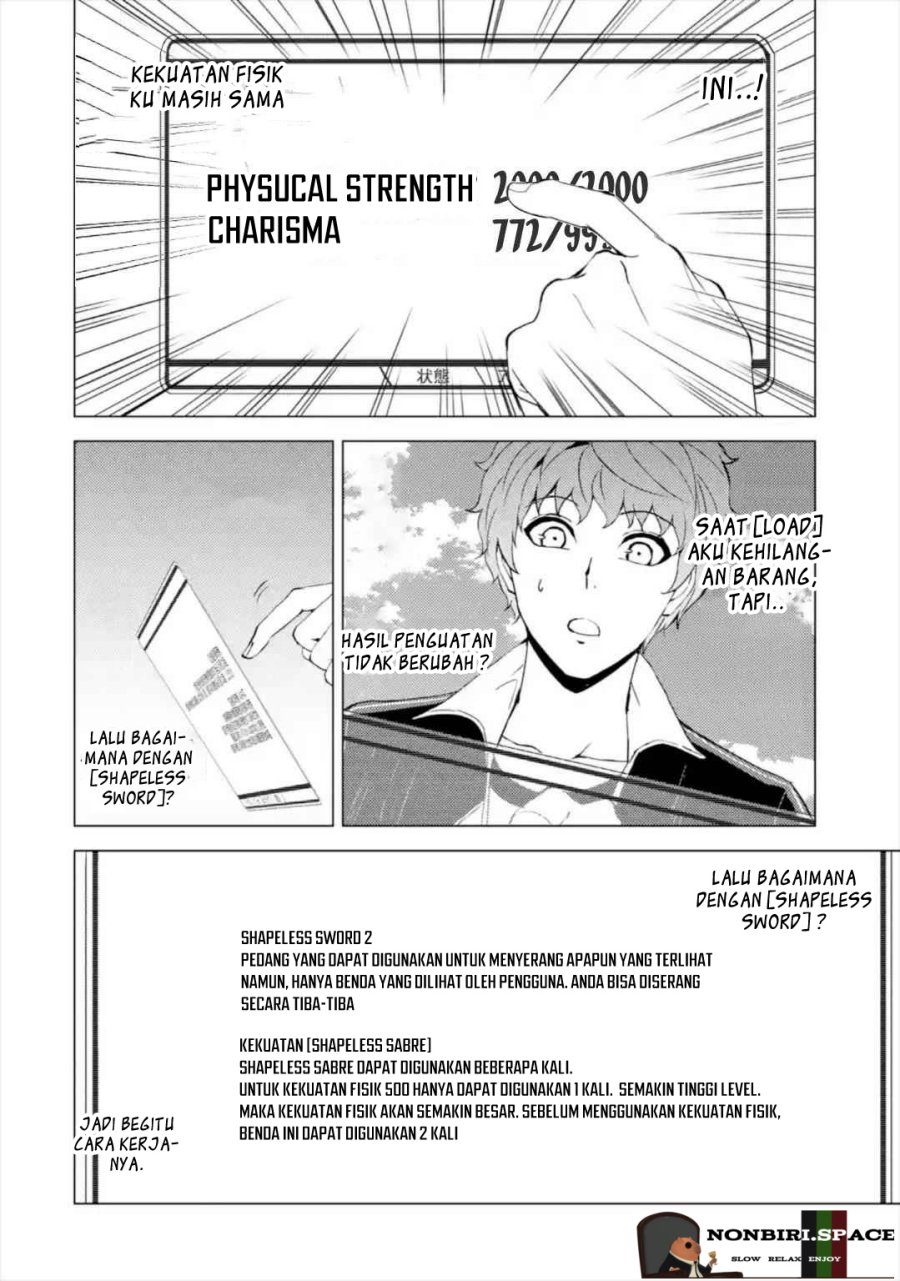 INI..!
KEKUATAN FISIK
KU MASIH SAMA
PHYSUCAL STRENGTH 2000/2000
CHARISMA 772/99
状態
SAAT [LOAD]
AKU KEHILANG-
AN BARANG,
TAPI..
HASIL PENGUATAN
TIDAK BERUBAH ?
LALU BAGAI-
MANA DENGAN
[SHAPELESS
SWORD]?
LALU BAGAIMANA
DENGAN [SHAPELESS
SWORD] ?
SHAPELESS SWORD 2
PEDANG YANG DAPAT DIGUNAKAN UNTUK MENYERANG APAPUN YANG TERLIHAT
NAMUN, HANYA BENDA YANG DILIHAT OLEH PENGGUNA. ANDA BISA DISERANG
SECARA TIBA-TIBA
KEKUATAN [SHAPELESS SABRE]
SHAPELESS SABRE DAPAT DIGUNAKAN BEBERAPA KALI.
UNTUK KEKUATAN FISIK 500 HANYA DAPAT DIGUNAKAN 1 KALI. SEMAKIN TINGGI LEVEL.
MAKA KEKUATAN FISIK AKAN SEMAKIN BESAR. SEBELUM MENGGUNAKAN KEKUATAN FISIK,
BENDA INI DAPAT DIGUNAKAN 2 KALI
JADI BEGITU
CARA KERJA-
NYA.
NONBIRI.SPACE
SLOW RELAX ENJOY